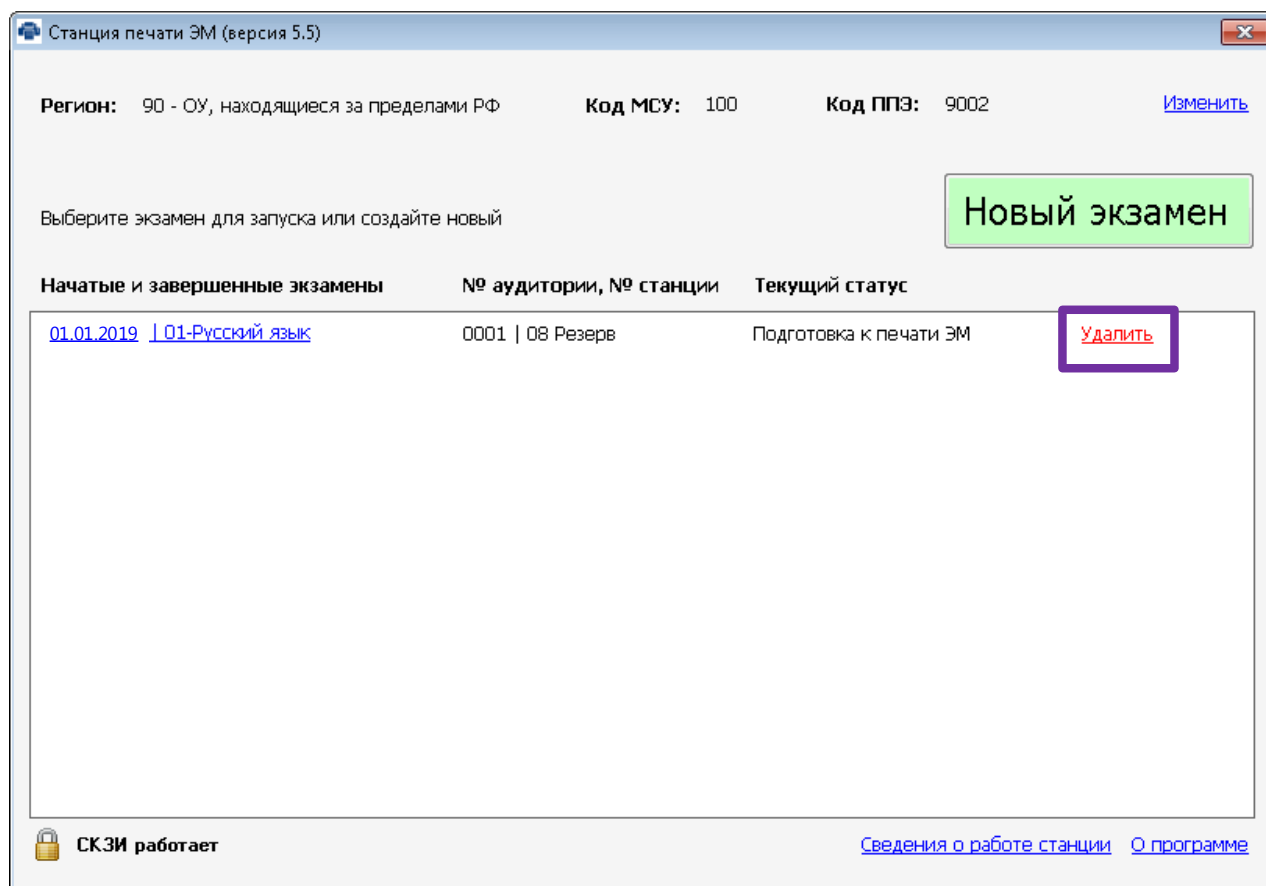 Станция печати ЭМ (версия 5.5)
Регион: 90 - ОУ, находящиеся за пределами РФ Код МСУ: 100 Код ППЭ: 9002 Изменить
Выберите экзамен для запуска или создайте новый Новый экзамен
Начатые и завершенные экзамены № аудитории, № станции Текущий статус
01.01.2019 | 01-Русский язык 0001 | 08 Резерв Подготовка к печати ЭМ Удалить
СКЗИ работает Сведения о работе станции О программе